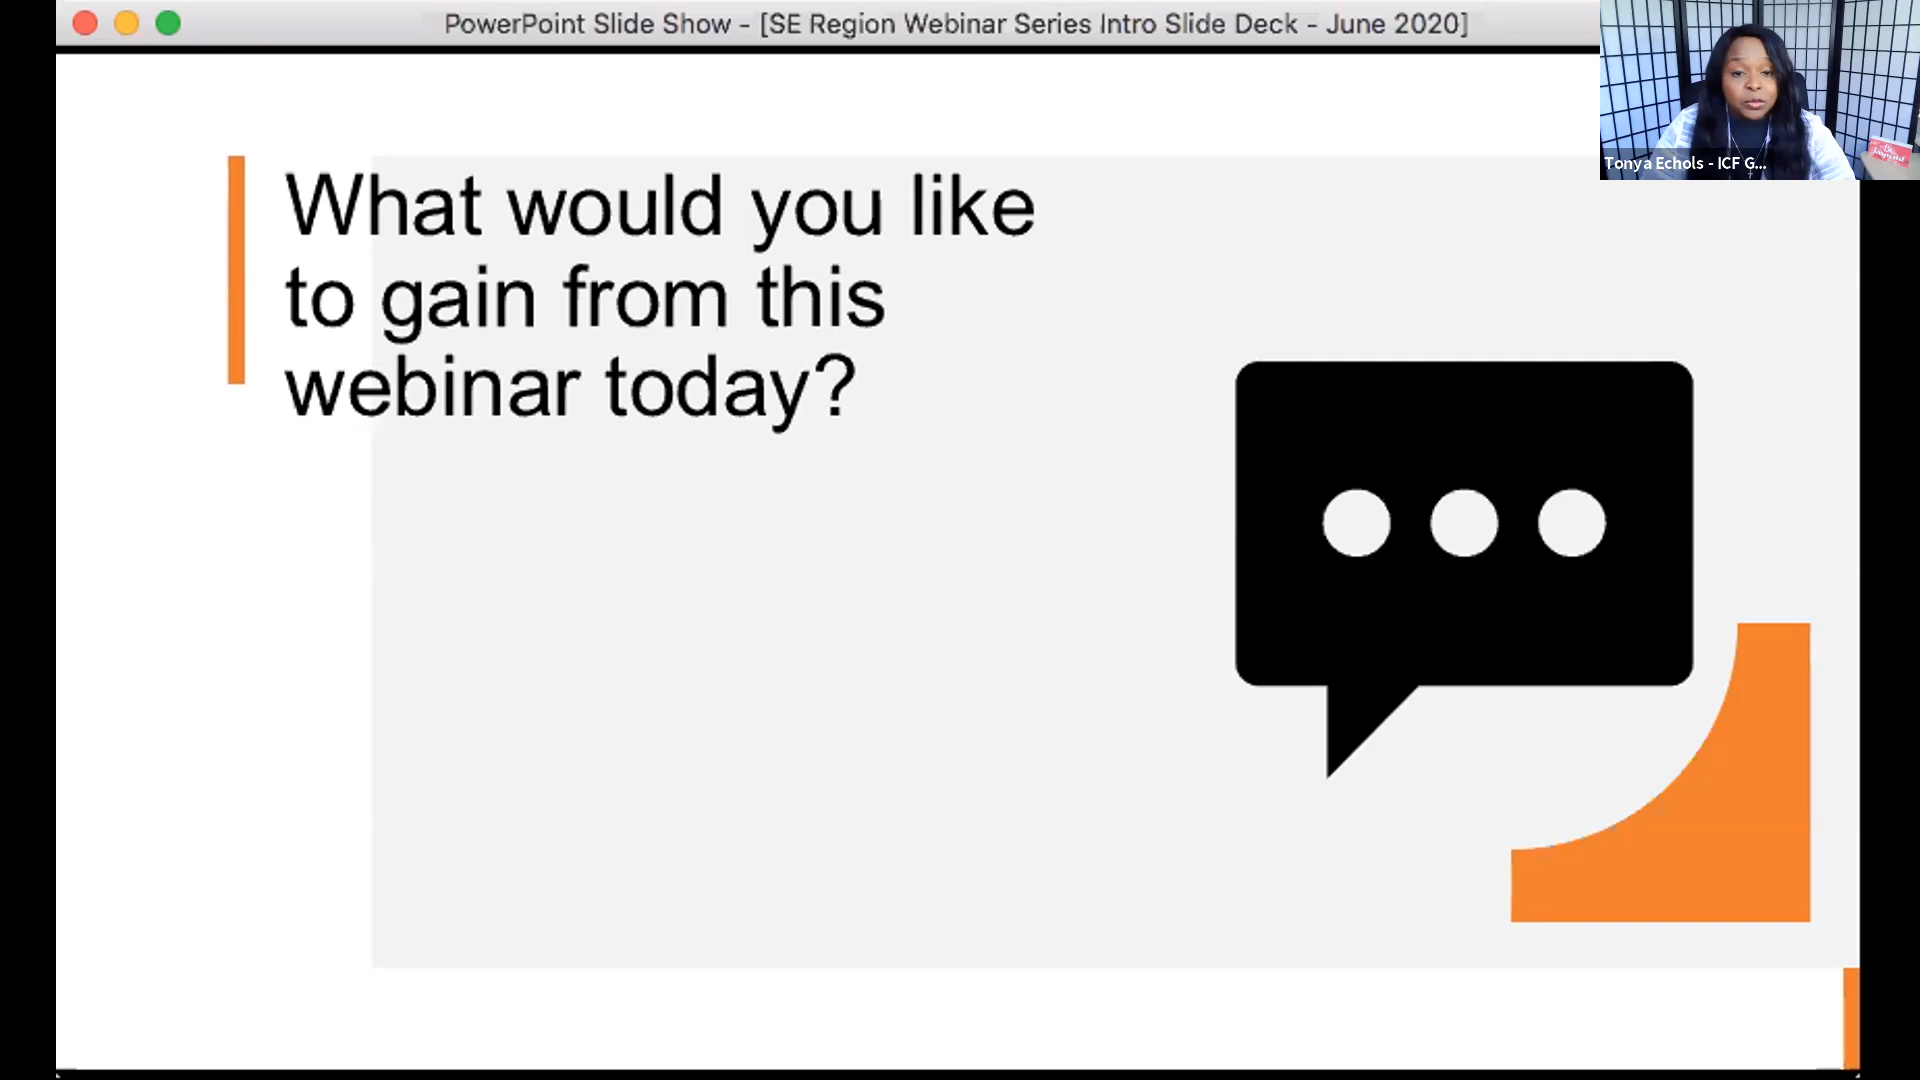 PowerPoint Slide Show - [SE Region Webinar Series Intro Slide Deck - June 2020]
Tonya Echols - ICF G...
What would you like
to gain from this
webinar today?